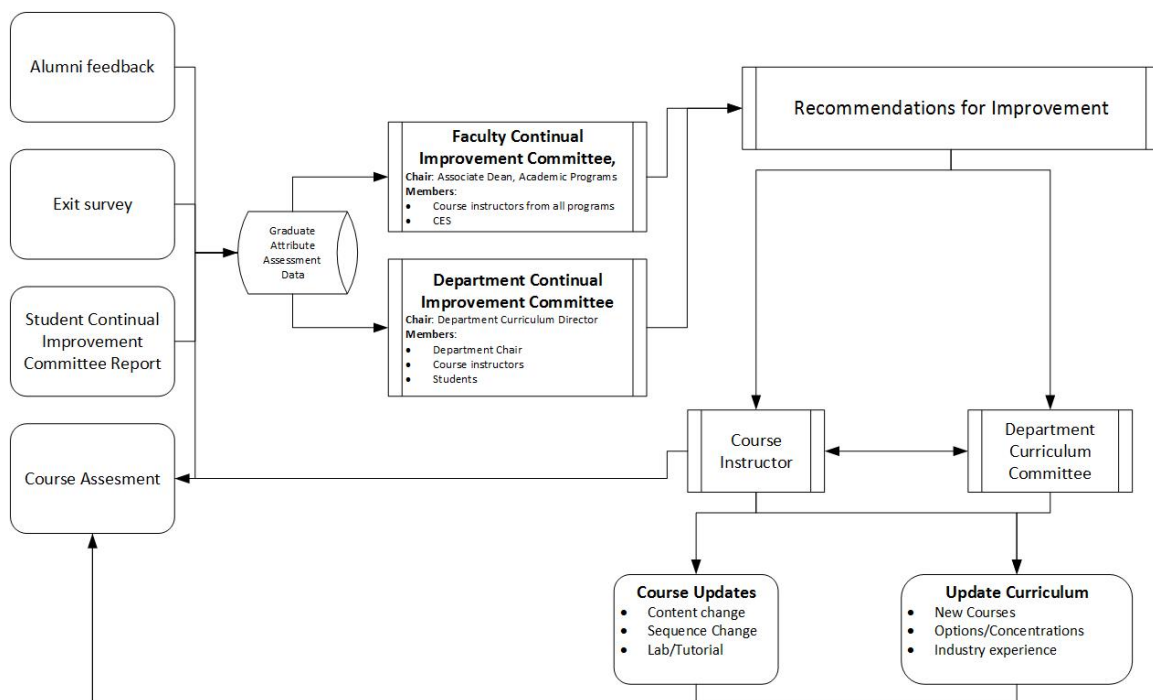 Alumni feedback
Exit survey
Student Continual
Improvement
Committee Report
Course Assesment
Graduate
Attribute
Assessment
Data
Faculty Continual
Improvement Committee,
Chair: Associate Dean, Academic Programs
Members:
• Course instructors from all programs
• CES
Department Continual
Improvement Committee
Chair: Department Curriculum Director
Members:
• Department Chair
• Course instructors
• Students
Recommendations for Improvement
Course
Instructor
Department
Curriculum
Committee
Course Updates
• Content change
• Sequence Change
• Lab/Tutorial
Update Curriculum
• New Courses
• Options/Concentrations
• Industry experience